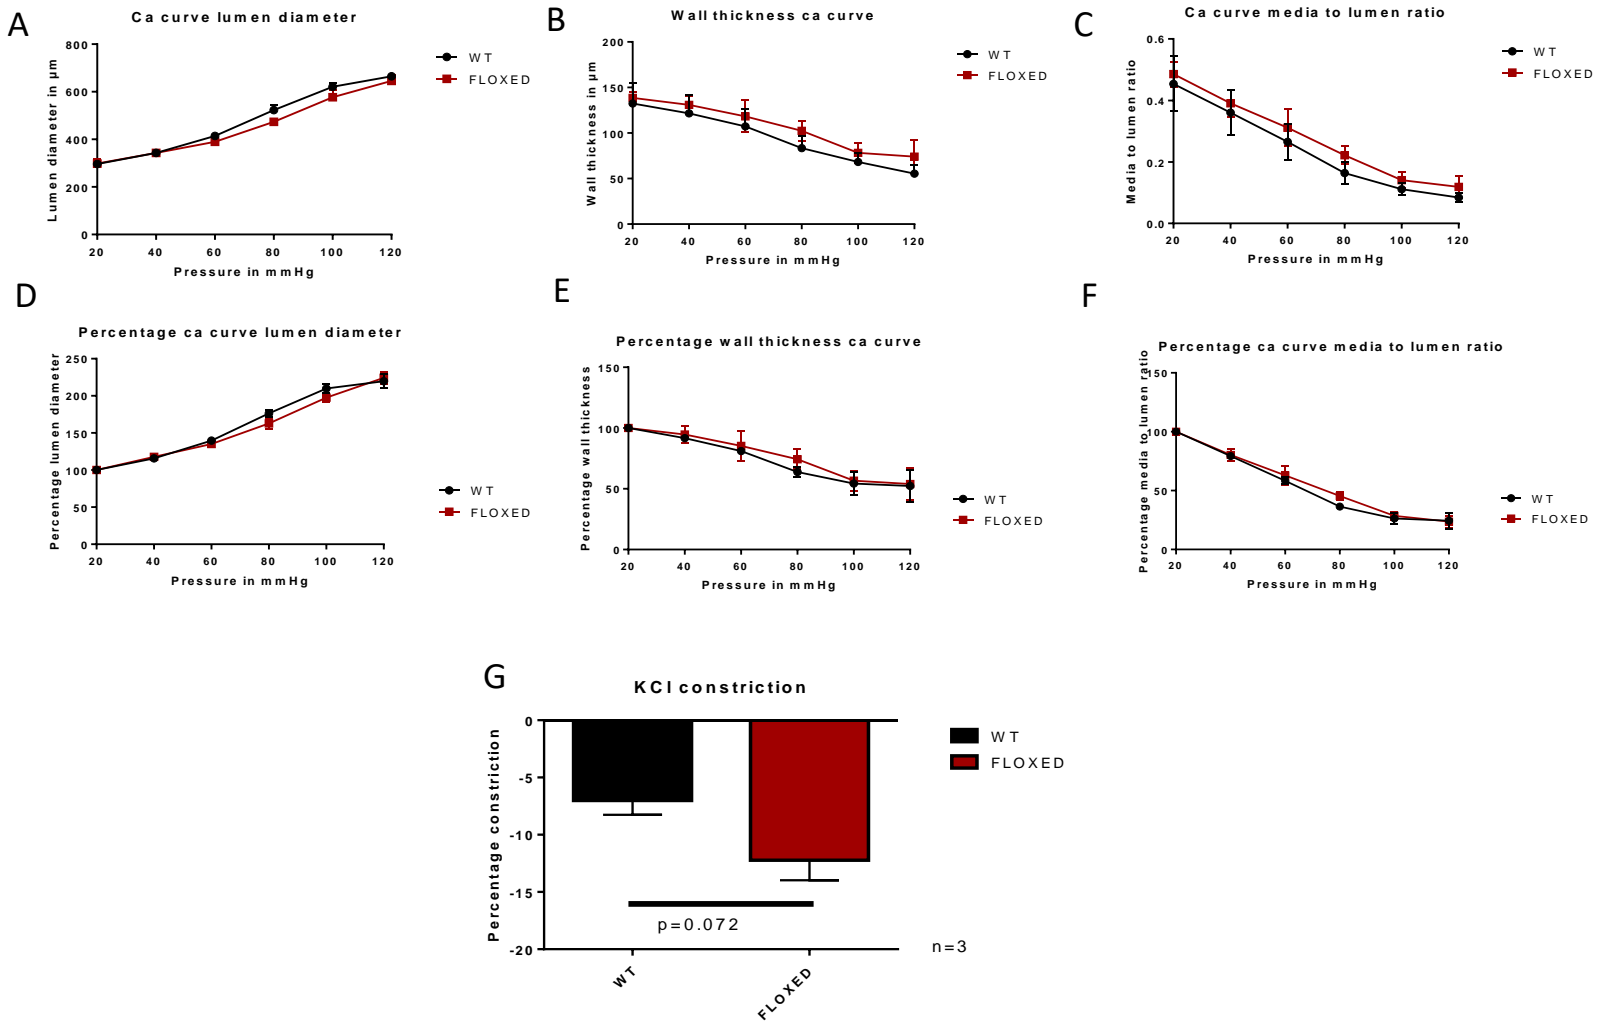 A
Ca curve lumen diameter
Lumen diameter in µm
800
600
400
200
0
20 40 60 80 100 120
Pressure in mmHg
WT
FLOXED
B
Wall thickness ca curve
Wall thickness in µm
200
150
100
50
0
20 40 60 80 100 120
Pressure in mmHg
WT
FLOXED
C
Ca curve media to lumen ratio
Media to lumen ratio
0.6
0.4
0.2
0.0
20 40 60 80 100 120
Pressure in mmHg
WT
FLOXED
D
Percentage ca curve lumen diameter
Percentage lumen diameter
250
200
150
100
50
0
20 40 60 80 100 120
Pressure in mmHg
WT
FLOXED
E
Percentage wall thickness ca curve
Percentage wall thickness
150
100
50
0
20 40 60 80 100 120
Pressure in mmHg
WT
FLOXED
F
Percentage ca curve media to lumen ratio
Percentage media to lumen ratio
150
100
50
0
20 40 60 80 100 120
Pressure in mmHg
WT
FLOXED
G
KCl constriction
Percentage constriction
0
-5
-10
-15
-20
p=0.072
WT
FLOXED
WT
FLOXED
n=3